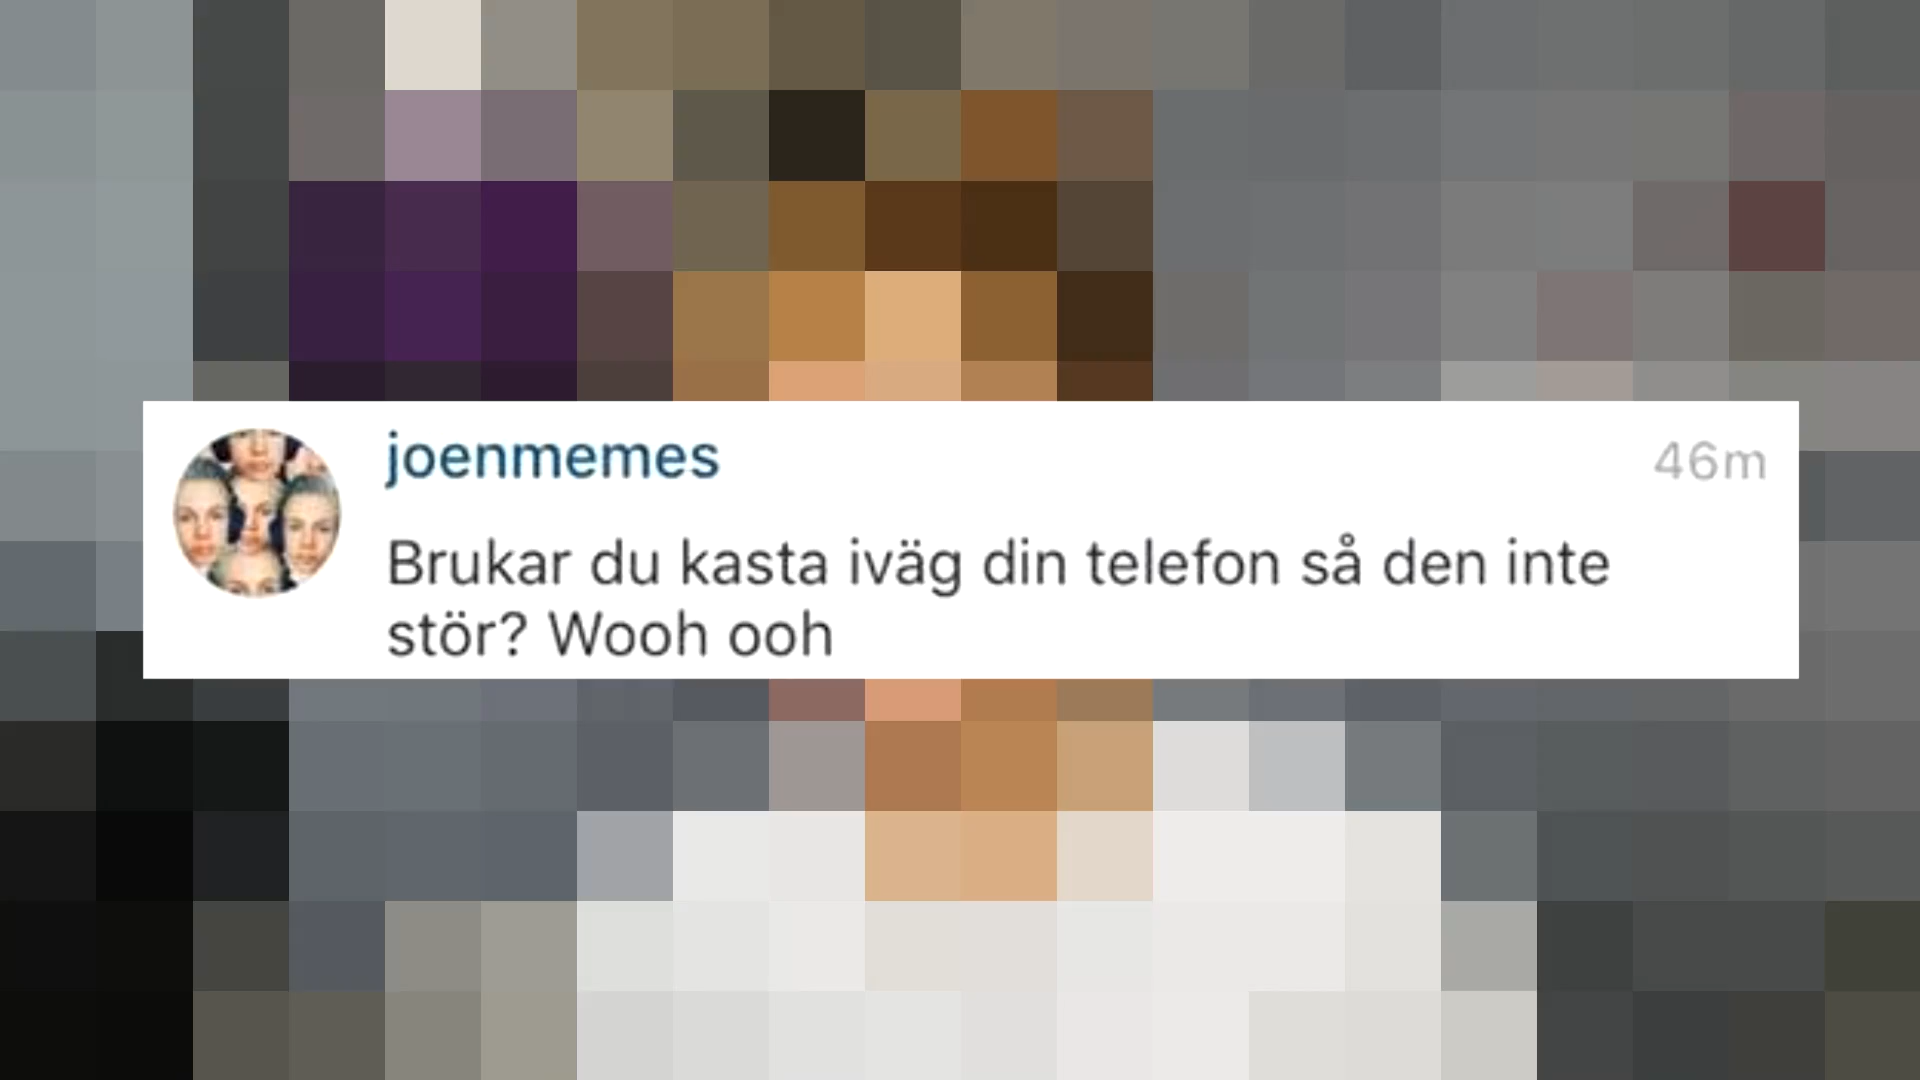 joenmemes
46m
Brukar du kasta iväg din telefon så den inte
stör? Wooh ooh